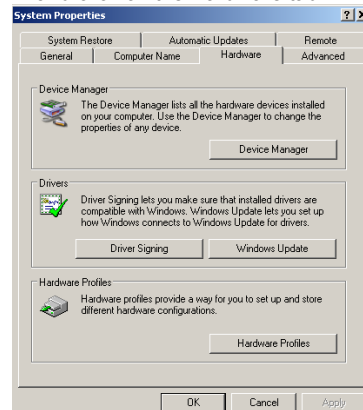 System Properties
System Restore Automatic Updates Remote
General Computer Name Hardware Advanced
Device Manager
The Device Manager lists all the hardware devices installed
on your computer. Use the Device Manager to change the
properties of any device.
Device Manager
Drivers
Driver Signing lets you make sure that installed drivers are
compatible with Windows. Windows Update lets you set up
how Windows connects to Windows Update for drivers.
Driver Signing Windows Update
Hardware Profiles
Hardware profiles provide a way for you to set up and store
different hardware configurations.
Hardware Profiles
OK Cancel Apply